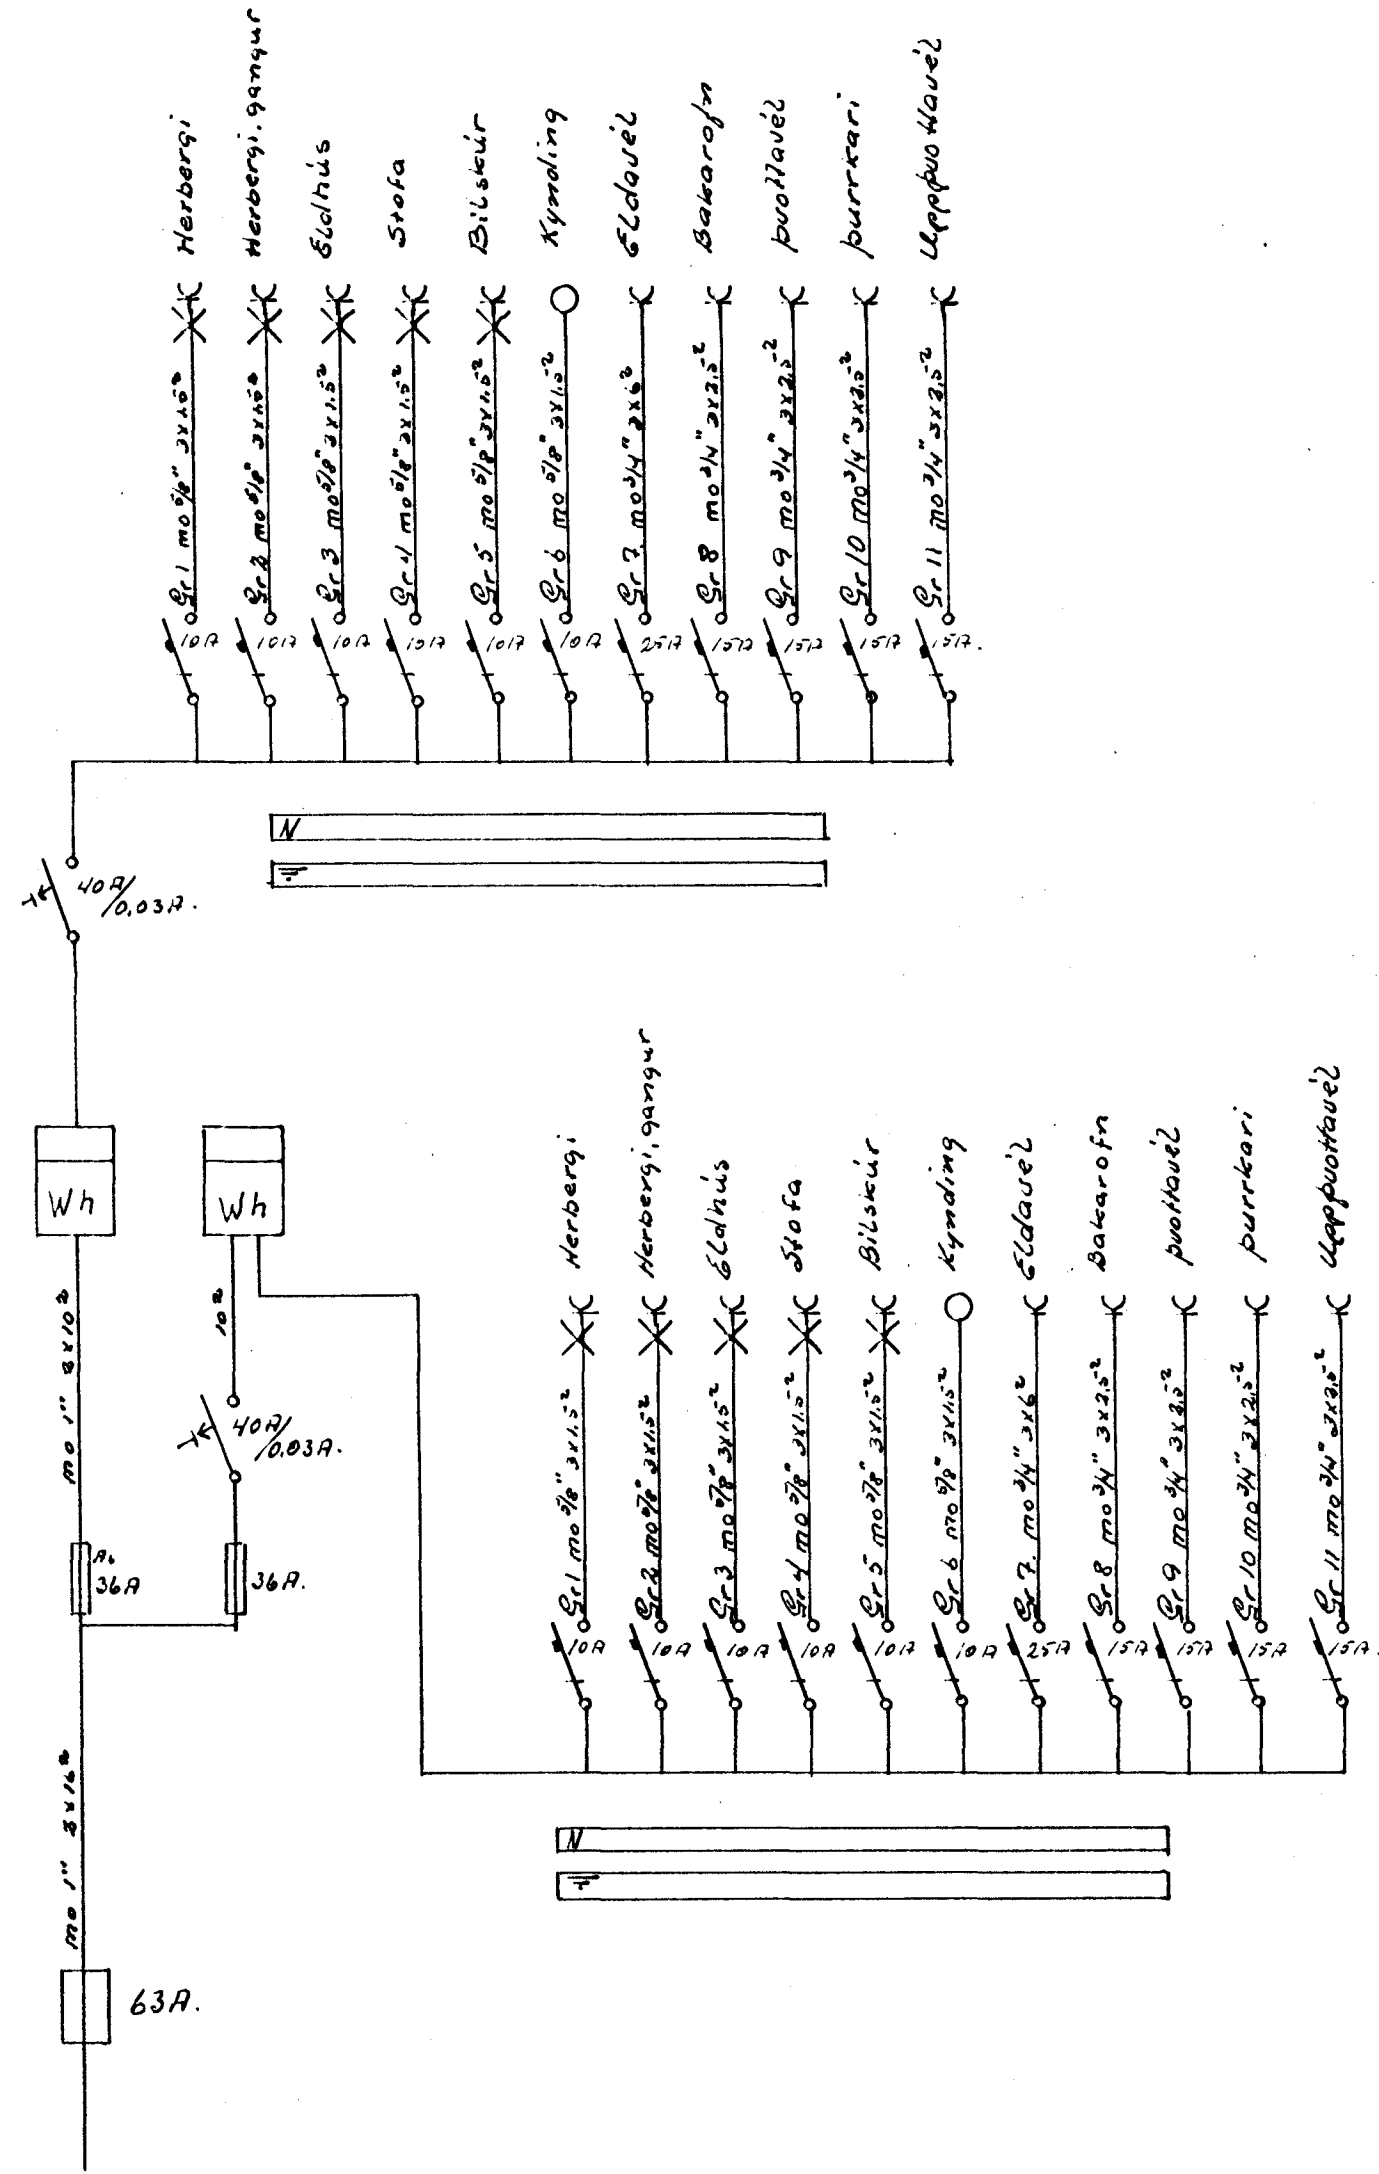 Herbergi
Herbergi. gangur
Eldhús
Stofa
Bílskúr
Kynding
Eldavél
Bakarofn
þvottavél
þurrkari
Uppþvottavél
Gr 1 mo 5/8" 3x1.5²
Gr 2 mo 5/8" 3x1.5²
Gr 3 mo 5/8" 3x1.5²
Gr 4 mo 5/8" 3x1.5²
Gr 5 mo 5/8" 3x1.5²
Gr 6 mo 5/8" 3x1.5²
Gr 7. mo 3/4" 3x6²
Gr 8 mo 3/4" 3x2.5²
Gr 9 mo 3/4" 3x2.5²
Gr 10 mo 3/4" 3x2.5²
Gr 11 mo 3/4" 3x2.5²
10A
10A
10A
10A
10A
10A
25A
15A
15A
15A
15A.
N
40A/0.03A.
Wh
Wh
mo 1" 3x10²
10²
40A/0.03A.
36A
36A.
mo 1" 3x16²
63A.
Herbergi
Herbergi, gangur
Eldhús
Stofa
Bílskúr
Kynding
Eldavél
Bakarofn
þvottavél
þurrkari
Uppþvottavél
Gr 1 mo 5/8" 3x1.5²
Gr 2 mo 5/8" 3x1.5²
Gr 3 mo 5/8" 3x1.5²
Gr 4 mo 5/8" 3x1.5²
Gr 5 mo 5/8" 3x1.5²
Gr 6 mo 5/8" 3x1.5²
Gr 7. mo 3/4" 3x6²
Gr 8 mo 3/4" 3x2.5²
Gr 9 mo 3/4" 3x2.5²
Gr 10 mo 3/4" 3x2.5²
Gr 11 mo 3/4" 3x2.5²
10A
10A
10A
10A
10A
10A
25A
15A
15A
15A
15A.
N